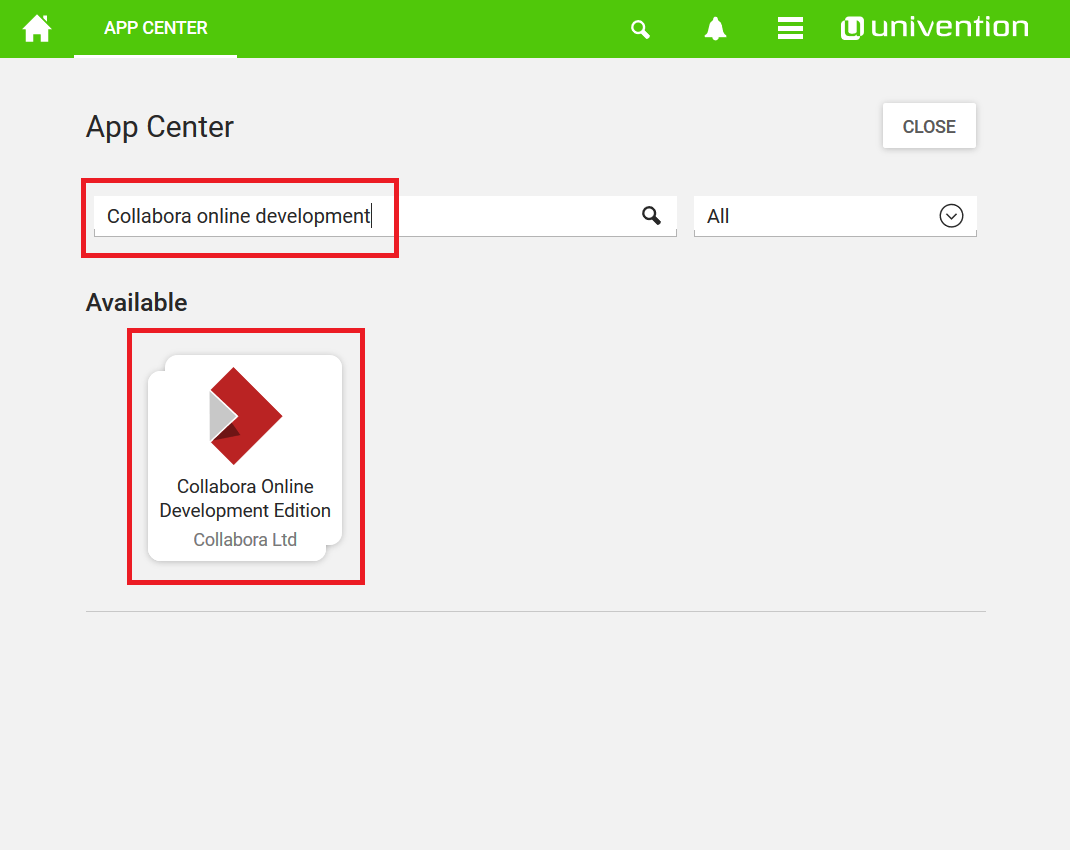 APP CENTER
univention
App Center
CLOSE
Collabora online development
All
Available
Collabora Online
Development Edition
Collabora Ltd